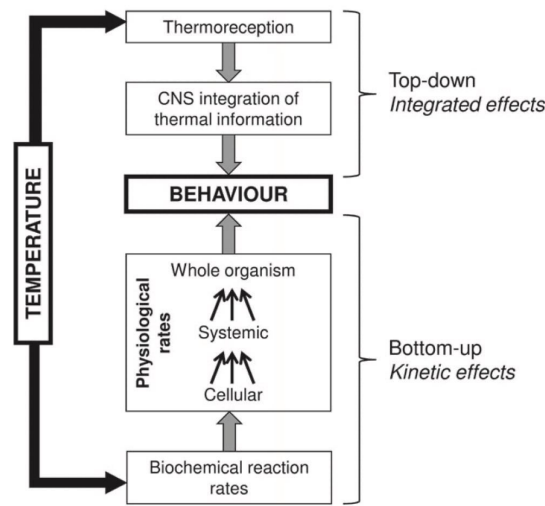 Thermoreception
CNS integration of
thermal information
Top-down
Integrated effects
TEMPERATURE
BEHAVIOUR
Physiological
rates
Whole organism
Systemic
Cellular
Bottom-up
Kinetic effects
Biochemical reaction
rates